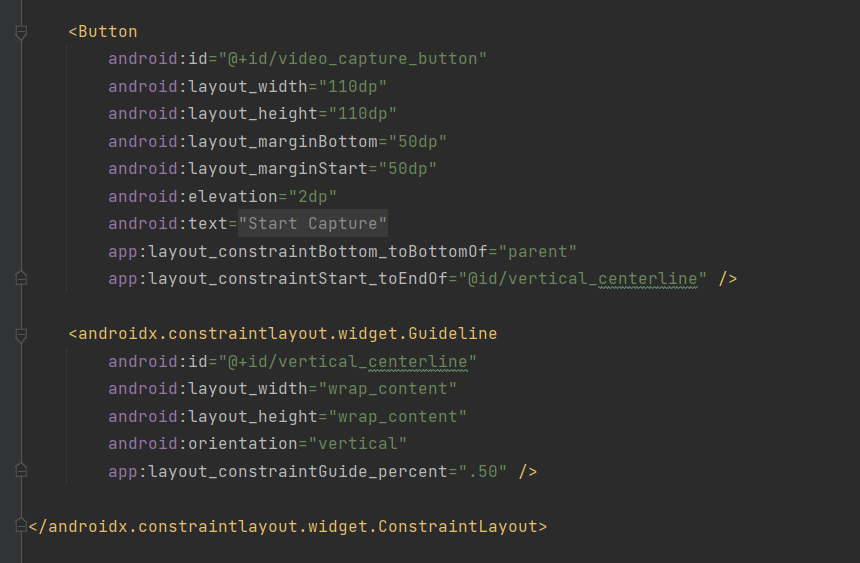 <Button
android:id="@+id/video_capture_button"
android:layout_width="110dp"
android:layout_height="110dp"
android:layout_marginBottom="50dp"
android:layout_marginStart="50dp"
android:elevation="2dp"
android:text="Start Capture"
app:layout_constraintBottom_toBottomOf="parent"
app:layout_constraintStart_toEndOf="@id/vertical_centerline" />
<androidx.constraintlayout.widget.Guideline
android:id="@+id/vertical_centerline"
android:layout_width="wrap_content"
android:layout_height="wrap_content"
android:orientation="vertical"
app:layout_constraintGuide_percent=".50" />
</androidx.constraintlayout.widget.ConstraintLayout>